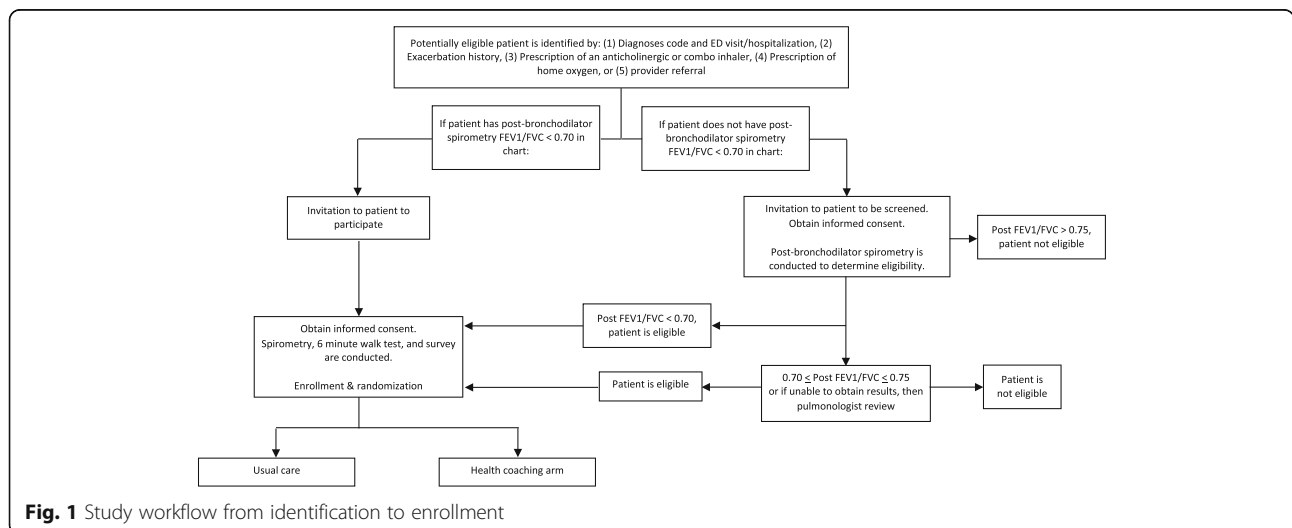 Potentially eligible patient is identified by: (1) Diagnoses code and ED visit/hospitalization, (2)
Exacerbation history, (3) Prescription of an anticholinergic or combo inhaler, (4) Prescription of
home oxygen, or (5) provider referral
If patient has post-bronchodilator
spirometry FEV1/FVC < 0.70 in
chart:
If patient does not have post-
bronchodilator spirometry
FEV1/FVC < 0.70 in chart:
Invitation to patient to
participate
Invitation to patient to be screened.
Obtain informed consent.
Post-bronchodilator spirometry is
conducted to determine eligibility.
Post FEV1/FVC > 0.75,
patient not eligible
Obtain informed consent.
Spirometry, 6 minute walk test, and survey
are conducted.
Enrollment & randomization
Post FEV1/FVC < 0.70,
patient is eligible
Patient is eligible
0.70 ≤ Post FEV1/FVC ≤ 0.75
or if unable to obtain results, then
pulmonologist review
Patient is
not eligible
Usual care
Health coaching arm
Fig. 1 Study workflow from identification to enrollment